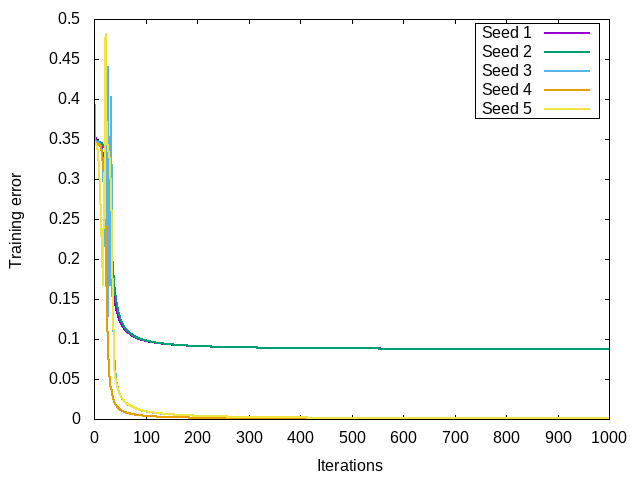 0.5
0.45
0.4
0.35
0.3
0.25
0.2
0.15
0.1
0.05
0
Training error
Seed 1
Seed 2
Seed 3
Seed 4
Seed 5
0 100 200 300 400 500 600 700 800 900 1000
Iterations